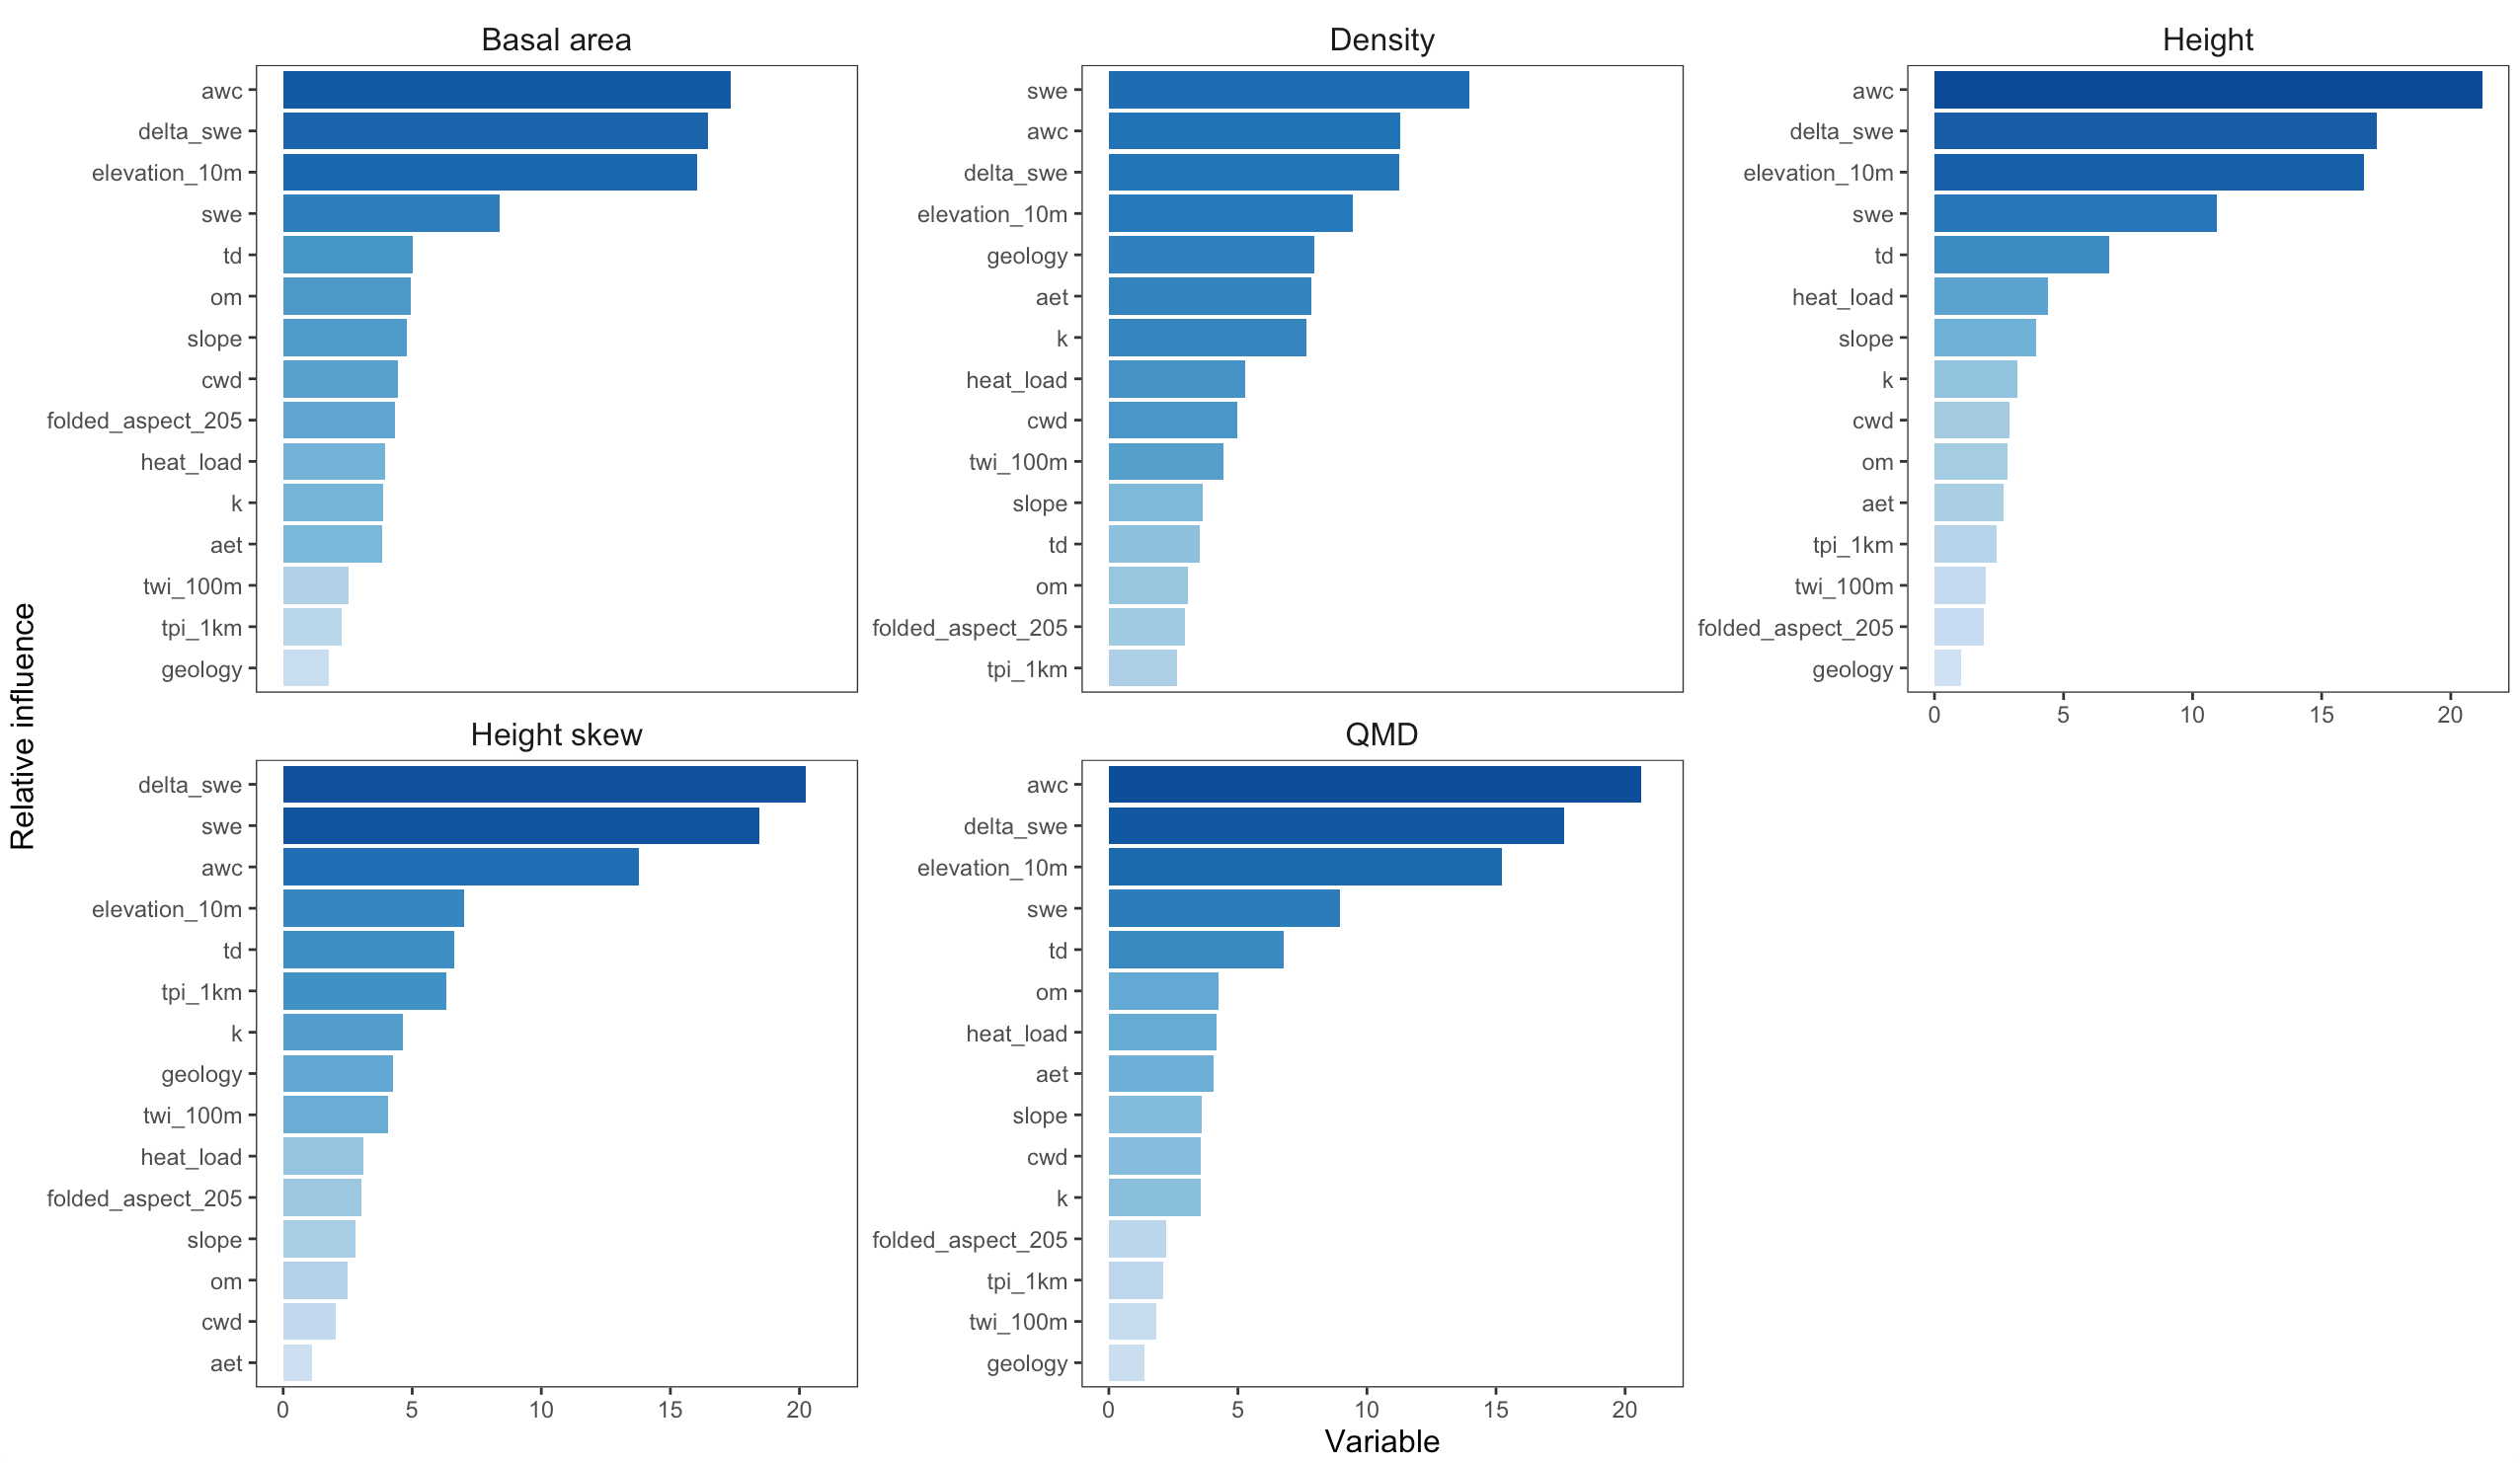 Basal area
awc
delta_swe
elevation_10m
swe
td
om
slope
cwd
folded_aspect_205
heat_load
k
aet
twi_100m
tpi_1km
geology
Density
swe
awc
delta_swe
elevation_10m
geology
aet
k
heat_load
cwd
twi_100m
slope
td
om
folded_aspect_205
tpi_1km
Height
awc
delta_swe
elevation_10m
swe
td
heat_load
slope
k
cwd
om
aet
tpi_1km
twi_100m
folded_aspect_205
geology
0 5 10 15 20
Relative influence
Height skew
delta_swe
swe
awc
elevation_10m
td
tpi_1km
k
geology
twi_100m
heat_load
folded_aspect_205
slope
om
cwd
aet
0 5 10 15 20
QMD
awc
delta_swe
elevation_10m
swe
td
om
heat_load
aet
slope
cwd
k
folded_aspect_205
tpi_1km
twi_100m
geology
0 5 10 15 20
Variable